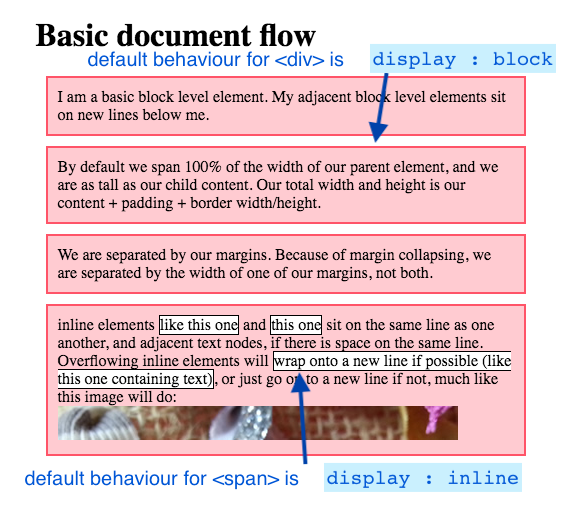 Basic document flow
default behaviour for <div> is display : block
I am a basic block level element. My adjacent block level elements sit
on new lines below me.
By default we span 100% of the width of our parent element, and we
are as tall as our child content. Our total width and height is our
content + padding + border width/height.
We are separated by our margins. Because of margin collapsing, we
are separated by the width of one of our margins, not both.
inline elements like this one and this one sit on the same line as one
another, and adjacent text nodes, if there is space on the same line.
Overflowing inline elements will wrap onto a new line if possible (like
this one containing text), or just go on to a new line if not, much like
this image will do:
default behaviour for <span> is display : inline